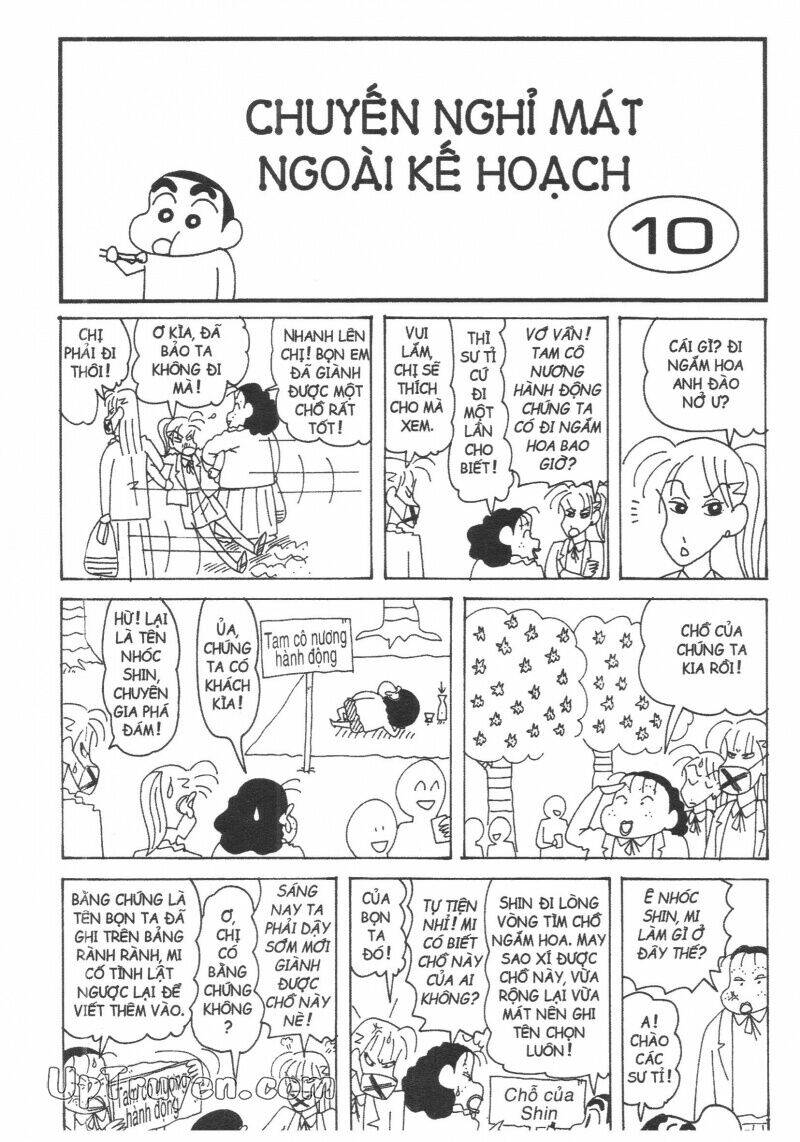 CHUYẾN NGHỈ MÁT
NGOÀI KẾ HOẠCH
10
CÁI GÌ? ĐI
NGẮM HOA
ANH ĐÀO
NỞ Ư?
VỚ VẨN!
TAM CÔ
NƯƠNG
HÀNH ĐỘNG
CHÚNG TA
CÓ ĐI NGẮM
HOA BAO
GIỜ?
THÌ
SƯ TỈ
CỨ
ĐI
MỘT
LẦN
CHO
BIẾT!
VUI
LẮM,
CHỊ SẼ
THÍCH
CHO MÀ
XEM.
NHANH LÊN
CHỊ! BỌN EM
ĐÃ GIÀNH
ĐƯỢC MỘT
CHỖ RẤT
TỐT!
Ơ KÌA, ĐÃ
BẢO TA
KHÔNG ĐI
MÀ!
CHỊ
PHẢI ĐI
THÔI!
CHỖ CỦA
CHÚNG TA
KIA RỒI!
Tam cô nương
hành động
ỦA,
CHÚNG
TA CÓ
KHÁCH
KÌA!
HỪ! LẠI
LÀ TÊN
NHÓC
SHIN,
CHUYÊN
GIA PHÁ
ĐÁM!
Ê NHÓC
SHIN, MI
LÀM GÌ Ở
ĐÂY THẾ?
A!
CHÀO
CÁC
SƯ TỈ!
SHIN ĐI LÒNG
VÒNG TÌM CHỖ
NGẮM HOA. MAY
SAO XÍ ĐƯỢC
CHỖ NÀY, VỪA
RỘNG LẠI VỪA
MÁT NÊN GHI
TÊN CHỌN
LUÔN!
Chỗ của
Shin
TỰ TIỆN
NHỈ! MI
CÓ BIẾT
CHỖ NÀY
CỦA AI
KHÔNG?
CỦA
BỌN TA
ĐÓ!
SÁNG
NAY TA
PHẢI DẬY
SỚM MỚI
GIÀNH
ĐƯỢC
CHỖ NÀY
NÈ!
Ơ,
CHỊ CÓ
BẰNG
CHỨNG
KHÔNG
?
BẰNG CHỨNG LÀ
TÊN BỌN TA ĐÃ
GHI TRÊN BẢNG
RÀNH RÀNH, MI
CỐ TÌNH LẬT
NGƯỢC LẠI ĐỂ
VIẾT THÊM VÀO.
Tam cô nương
hành động